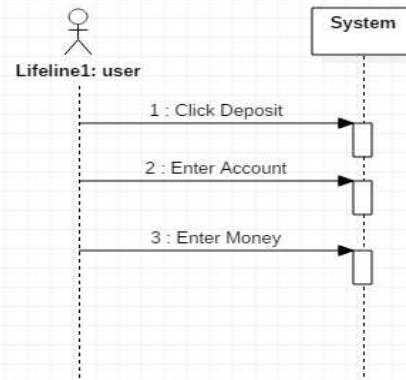 System
Lifeline1: user
1 : Click Deposit
2 : Enter Account
3 : Enter Money